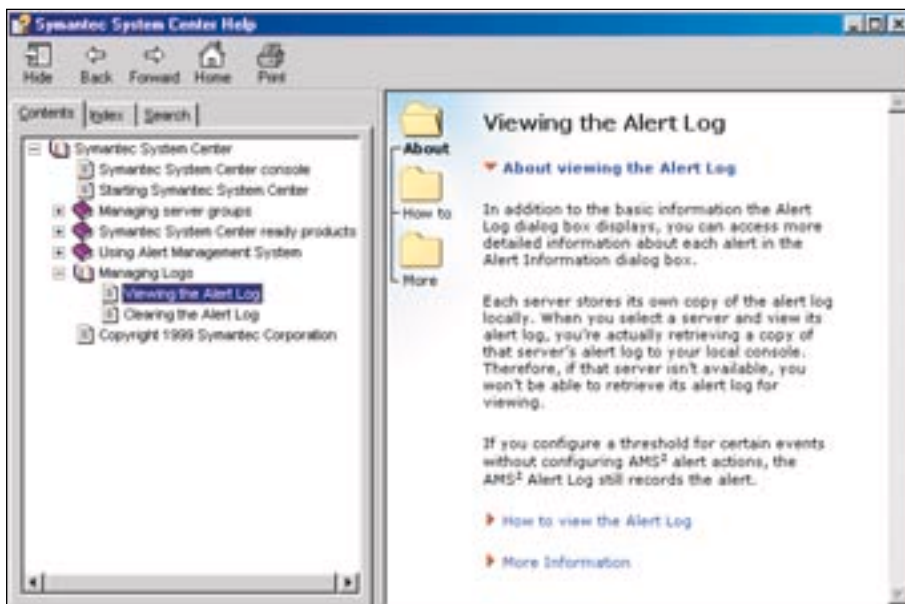 Symantec System Center Help
Hide Back Forward Home Print
Contents Index Search
Symantec System Center
Symantec System Center console
Starting Symantec System Center
Managing server groups
Symantec System Center ready products
Using Alert Management System
Managing Logs
Viewing the Alert Log
Clearing the Alert Log
Copyright 1999 Symantec Corporation
About
How to
More
Viewing the Alert Log
About viewing the Alert Log
In addition to the basic information the Alert
Log dialog box displays, you can access more
detailed information about each alert in the
Alert Information dialog box.
Each server stores its own copy of the alert log
locally. When you select a server and view its
alert log, you're actually retrieving a copy of
that server's alert log to your local console.
Therefore, if that server isn't available, you
won't be able to retrieve its alert log for
viewing.
If you configure a threshold for certain events
without configuring AMS² alert actions, the
AMS² Alert Log still records the alert.
How to view the Alert Log
More Information